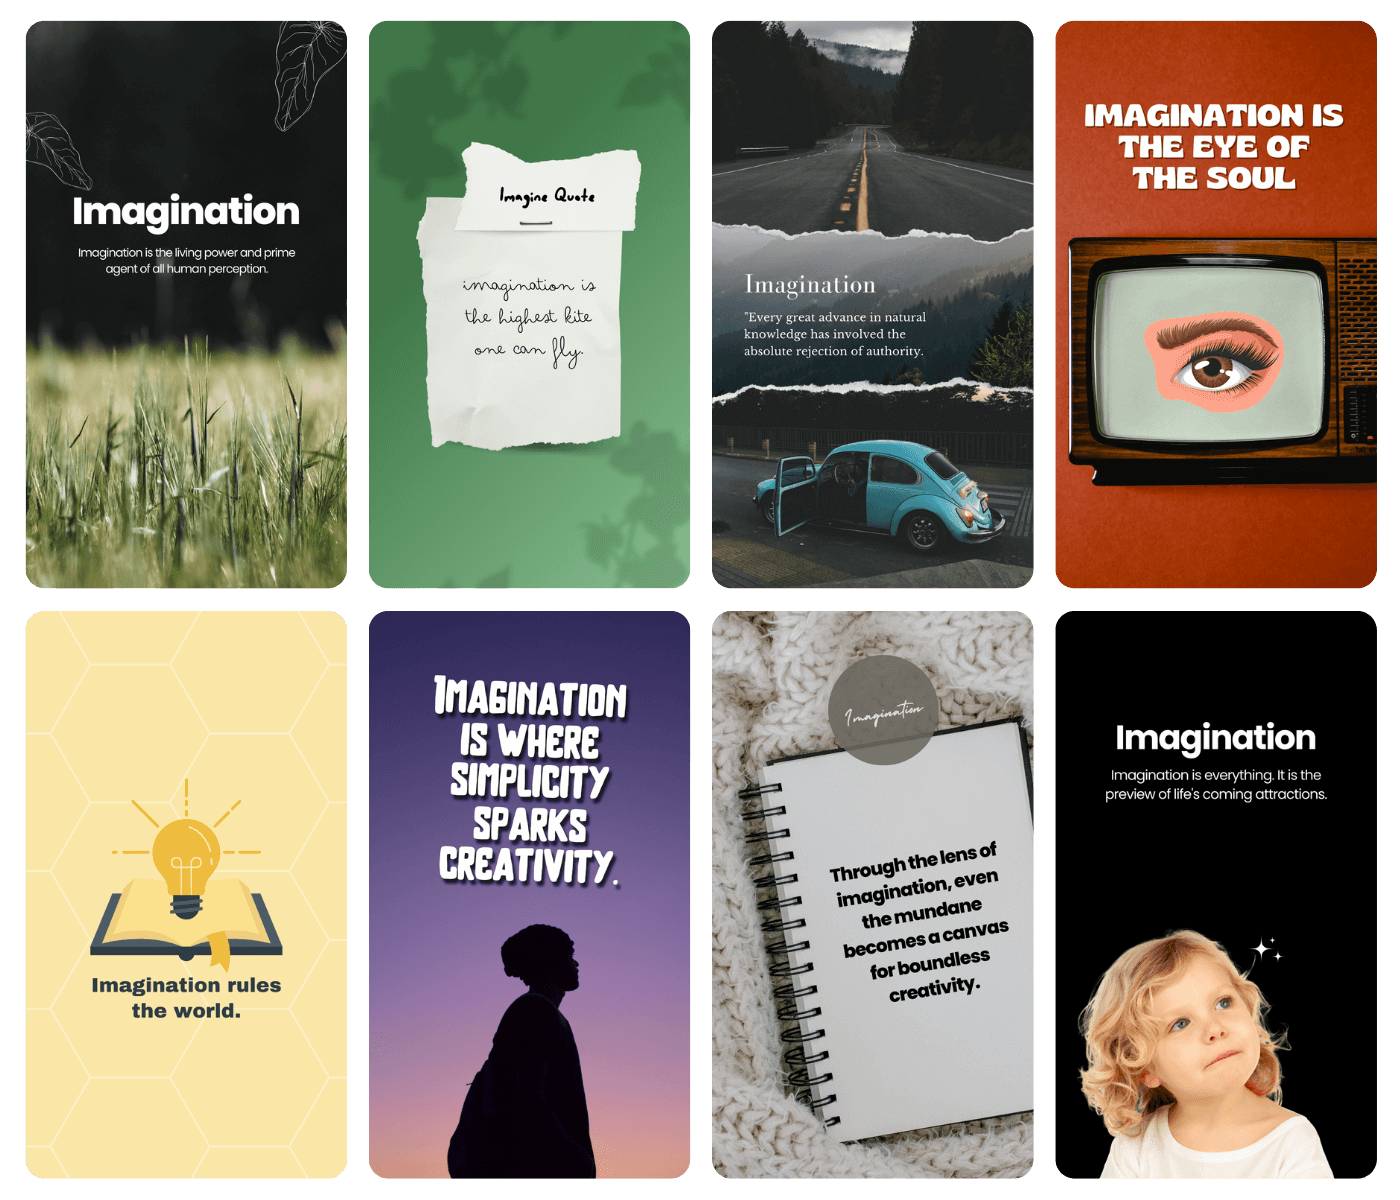 Imagination
Imagination is the living power and prime
agent of all human perception.
Imagine Quote
imagination is
the highest kite
one can fly.
Imagination
"Every great advance in natural
knowledge has involved the
absolute rejection of authority.
IMAGINATION IS
THE EYE OF
THE SOUL
Imagination rules
the world.
IMAGINATION
IS WHERE
SIMPLICITY
SPARKS
CREATIVITY.
Imagination
Through the lens of
imagination, even
the mundane
becomes a canvas
for boundless
creativity.
Imagination
Imagination is everything. It is the
preview of life's coming attractions.